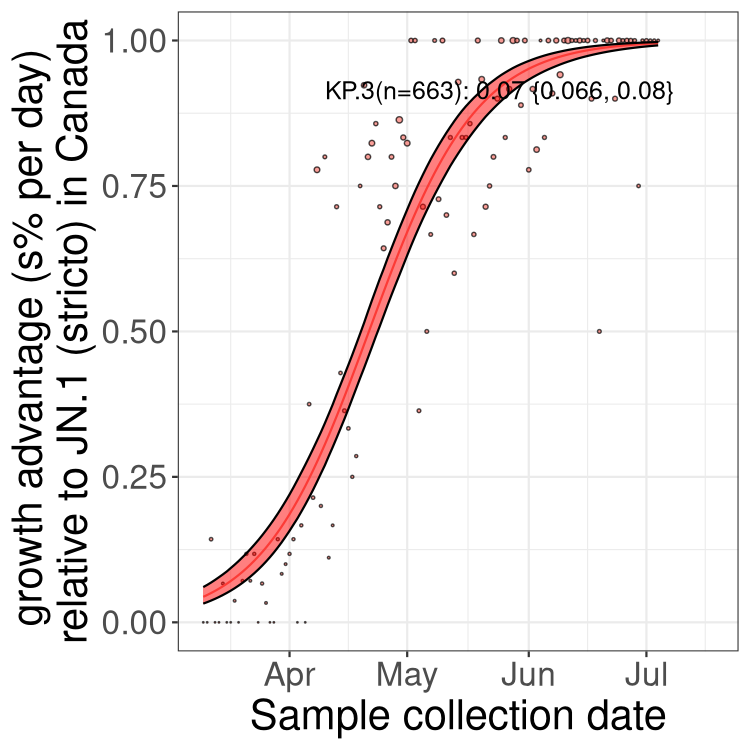 growth advantage (s% per day)
relative to JN.1 (stricto) in Canada
1.00
0.75
0.50
0.25
0.00
KP.3(n=663): 0.07 {0.066, 0.08}
Apr May Jun Jul
Sample collection date